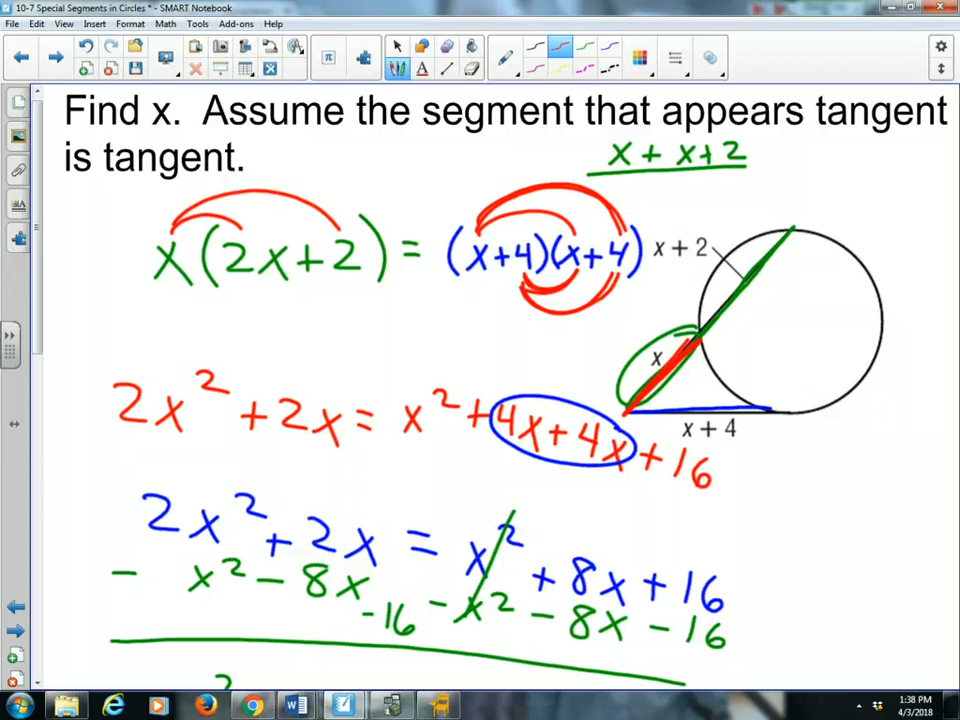 10-7 Special Segments in Circles * - SMART Notebook
File Edit View Insert Format Math Tools Add-ons Help
Find x. Assume the segment that appears tangent
is tangent.
x + x+2
x(2x+2) = (x+4)(x+4)
x + 2
x
x + 4
2x² +2x = x² +4x+4x+16
2x² +2x = x² +8x+16
- x² - 8x -16 - x² - 8x -16
2
1:38 PM
4/3/2018